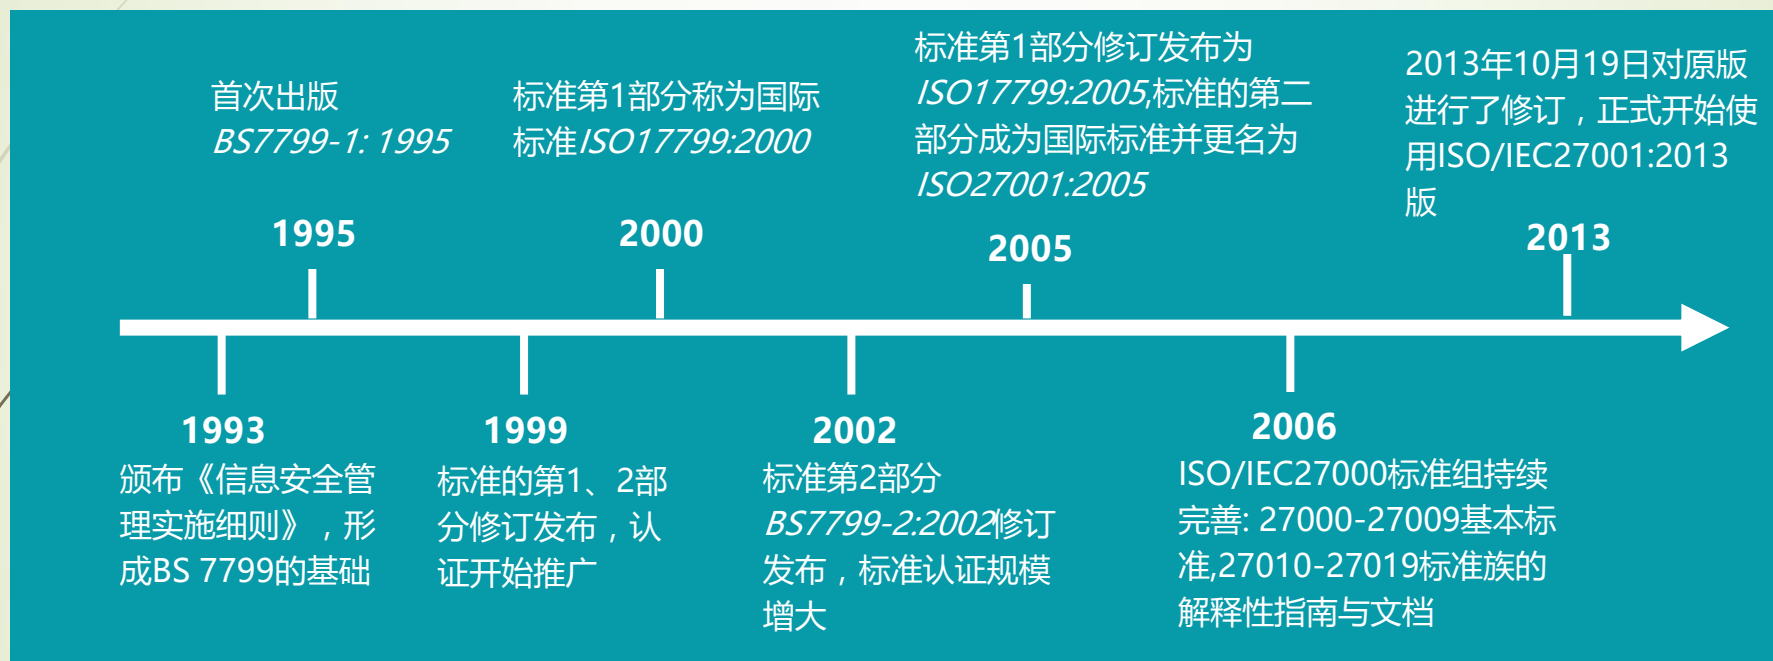 首次出版
BS7799-1: 1995
1995
标准第1部分称为国际
标准ISO17799:2000
2000
标准第1部分修订发布为
ISO17799:2005,标准的第二
部分成为国际标准并更名为
ISO27001:2005
2005
2013年10月19日对原版
进行了修订，正式开始使
用ISO/IEC27001:2013
版
2013
1993
颁布《信息安全管
理实施细则》，形
成BS 7799的基础
1999
标准的第1、2部
分修订发布，认
证开始推广
2002
标准第2部分
BS7799-2:2002修订
发布，标准认证规模
增大
2006
ISO/IEC27000标准组持续
完善: 27000-27009基本标
准,27010-27019标准族的
解释性指南与文档